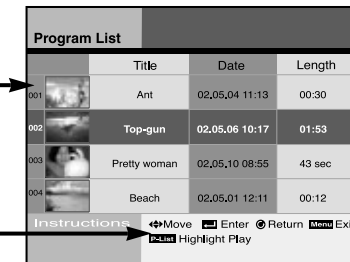 Program List
Title Date Length
001 Ant 02.05.04 11:13 00:30
002 Top-gun 02.05.06 10:17 01:53
003 Pretty woman 02.05.10 08:55 43 sec
004 Beach 02.05.01 12:11 00:12
Instructions Move Enter Return Menu Exi
P-List Highlight Play